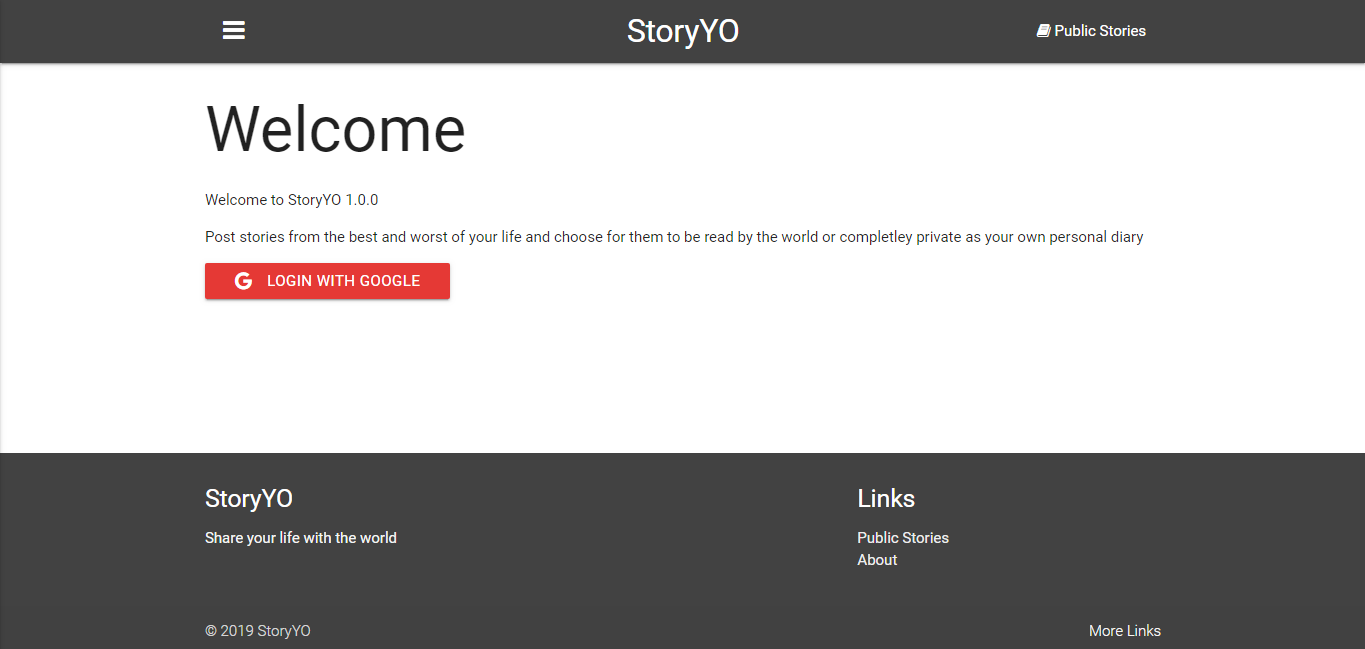 StoryYO
Public Stories
Welcome
Welcome to StoryYO 1.0.0
Post stories from the best and worst of your life and choose for them to be read by the world or completley private as your own personal diary
LOGIN WITH GOOGLE
StoryYO
Share your life with the world
Links
Public Stories
About
© 2019 StoryYO
More Links